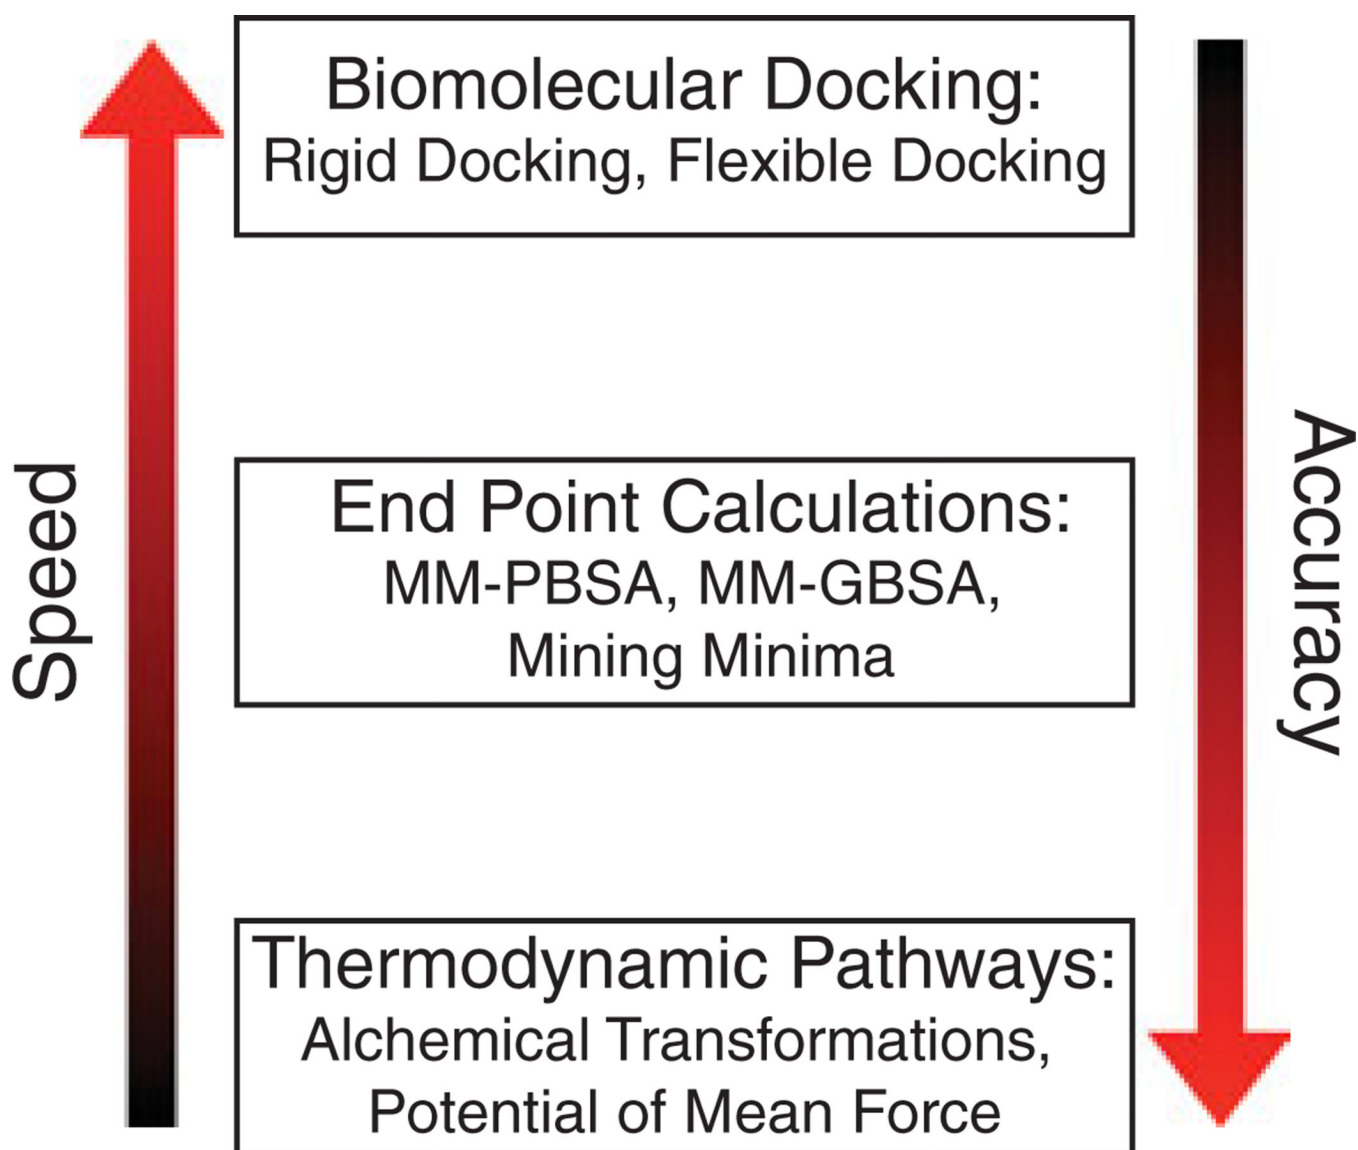 Biomolecular Docking:
Rigid Docking, Flexible Docking
Speed
End Point Calculations:
MM-PBSA, MM-GBSA,
Mining Minima
Accuracy
Thermodynamic Pathways:
Alchemical Transformations,
Potential of Mean Force